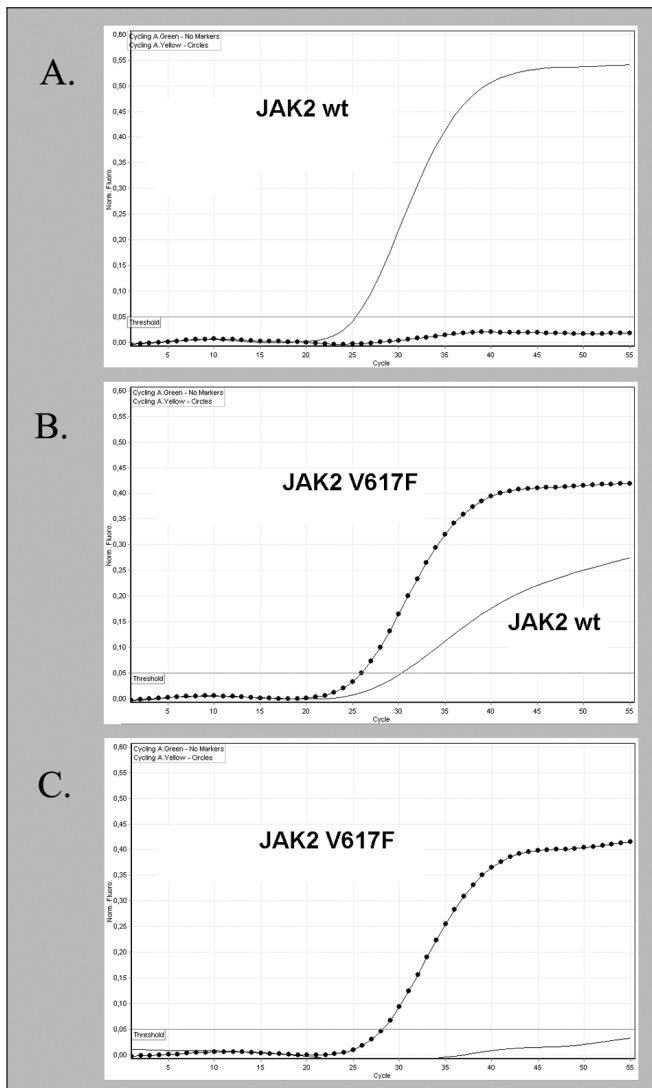 A.
Cycling A.Green - No Markers
Cycling A.Yellow - Circles
JAK2 wt
Norm. Fluoro.
0,60
0,55
0,50
0,45
0,40
0,35
0,30
0,25
0,20
0,15
0,10
0,05
0,00
Threshold
5 10 15 20 25 30 35 40 45 50 55
Cycle
B.
Cycling A.Green - No Markers
Cycling A.Yellow - Circles
JAK2 V617F
JAK2 wt
Norm. Fluoro.
0,60
0,55
0,50
0,45
0,40
0,35
0,30
0,25
0,20
0,15
0,10
0,05
0,00
Threshold
5 10 15 20 25 30 35 40 45 50 55
Cycle
C.
Cycling A.Green - No Markers
Cycling A.Yellow - Circles
JAK2 V617F
Norm. Fluoro.
0,60
0,55
0,50
0,45
0,40
0,35
0,30
0,25
0,20
0,15
0,10
0,05
0,00
Threshold
5 10 15 20 25 30 35 40 45 50 55
Cycle